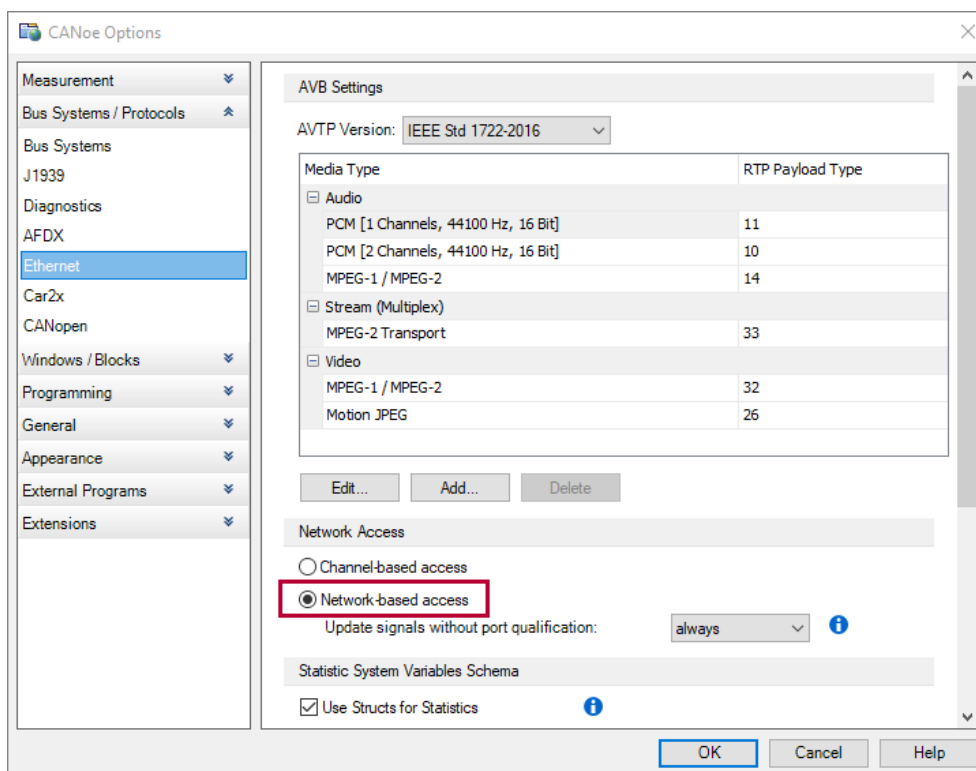 CANoe Options
Measurement
Bus Systems / Protocols
Bus Systems
J1939
Diagnostics
AFDX
Ethernet
Car2x
CANopen
Windows / Blocks
Programming
General
Appearance
External Programs
Extensions
AVB Settings
AVTP Version: IEEE Std 1722-2016
Media Type RTP Payload Type
Audio
PCM [1 Channels, 44100 Hz, 16 Bit] 11
PCM [2 Channels, 44100 Hz, 16 Bit] 10
MPEG-1 / MPEG-2 14
Stream (Multiplex)
MPEG-2 Transport 33
Video
MPEG-1 / MPEG-2 32
Motion JPEG 26
Edit... Add... Delete
Network Access
Channel-based access
Network-based access
Update signals without port qualification: always
Statistic System Variables Schema
Use Structs for Statistics
OK Cancel Help